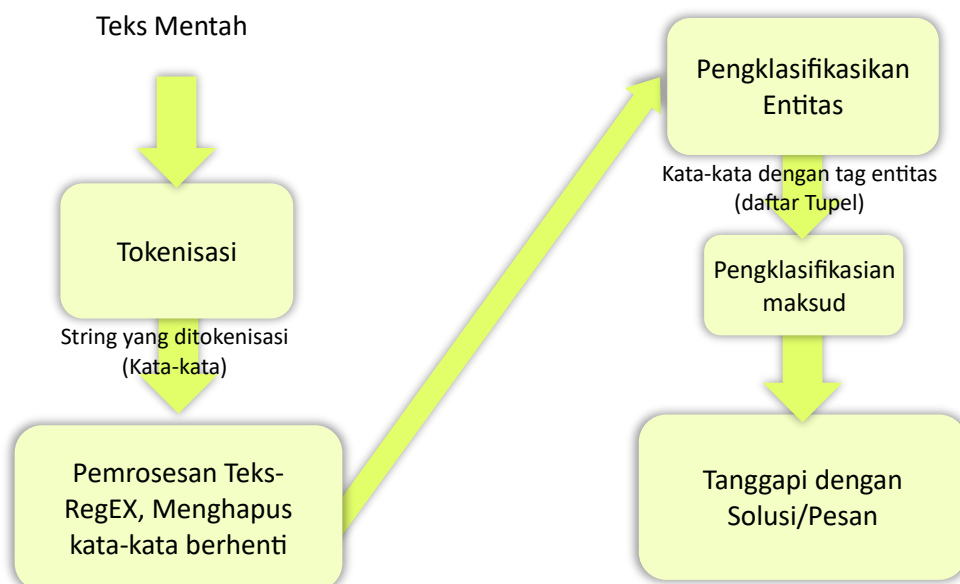 Teks Mentah
Tokenisasi
String yang ditokenisasi
(Kata-kata)
Pemrosesan Teks-
RegEX, Menghapus
kata-kata berhenti
Pengklasifikasikan
Entitas
Kata-kata dengan tag entitas
(daftar Tupel)
Pengklasifikasian
maksud
Tanggapi dengan
Solusi/Pesan